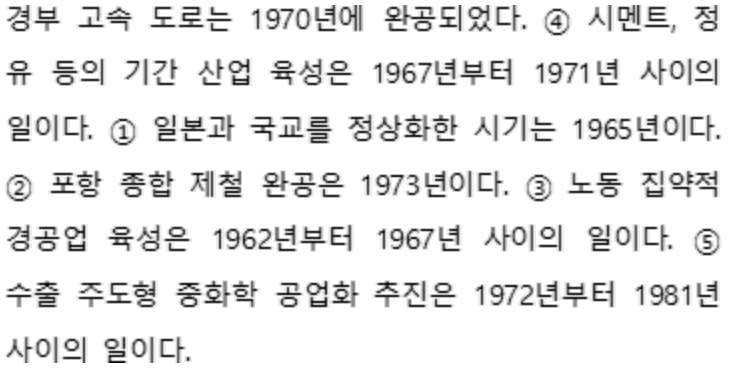 경부 고속 도로는 1970년에 완공되었다. ④ 시멘트, 정
유 등의 기간 산업 육성은 1967년부터 1971년 사이의
일이다. ① 일본과 국교를 정상화한 시기는 1965년이다.
② 포항 종합 제철 완공은 1973년이다. ③ 노동 집약적
경공업 육성은 1962년부터 1967년 사이의 일이다. ⑤
수출 주도형 중화학 공업화 추진은 1972년부터 1981년
사이의 일이다.